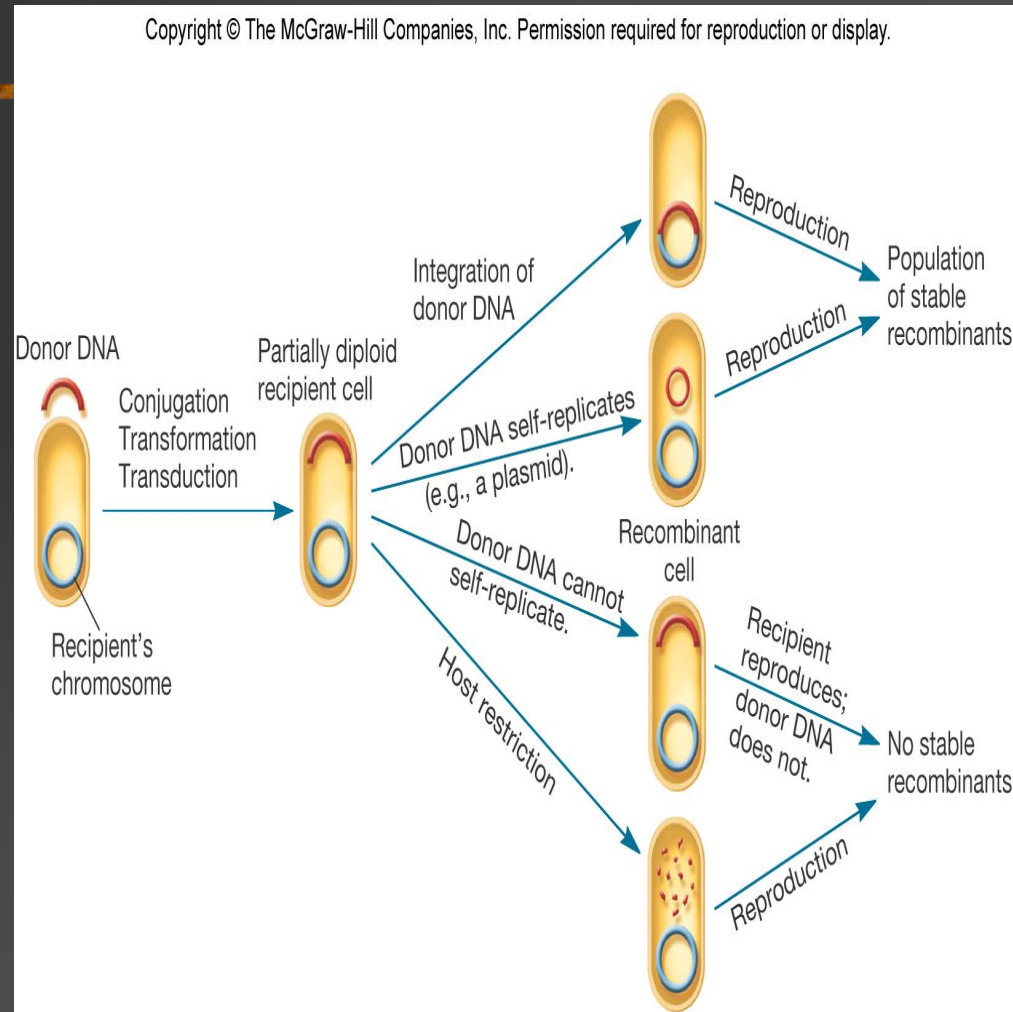 Copyright © The McGraw-Hill Companies, Inc. Permission required for reproduction or display.
Donor DNA
Conjugation
Transformation
Transduction
Recipient's
chromosome
Partially diploid
recipient cell
Integration of
donor DNA
Donor DNA self-replicates
(e.g., a plasmid).
Donor DNA cannot
self-replicate.
Host restriction
Recombinant
cell
Reproduction
Reproduction
Population
of stable
recombinants
Recipient
reproduces;
donor DNA
does not.
Reproduction
No stable
recombinants